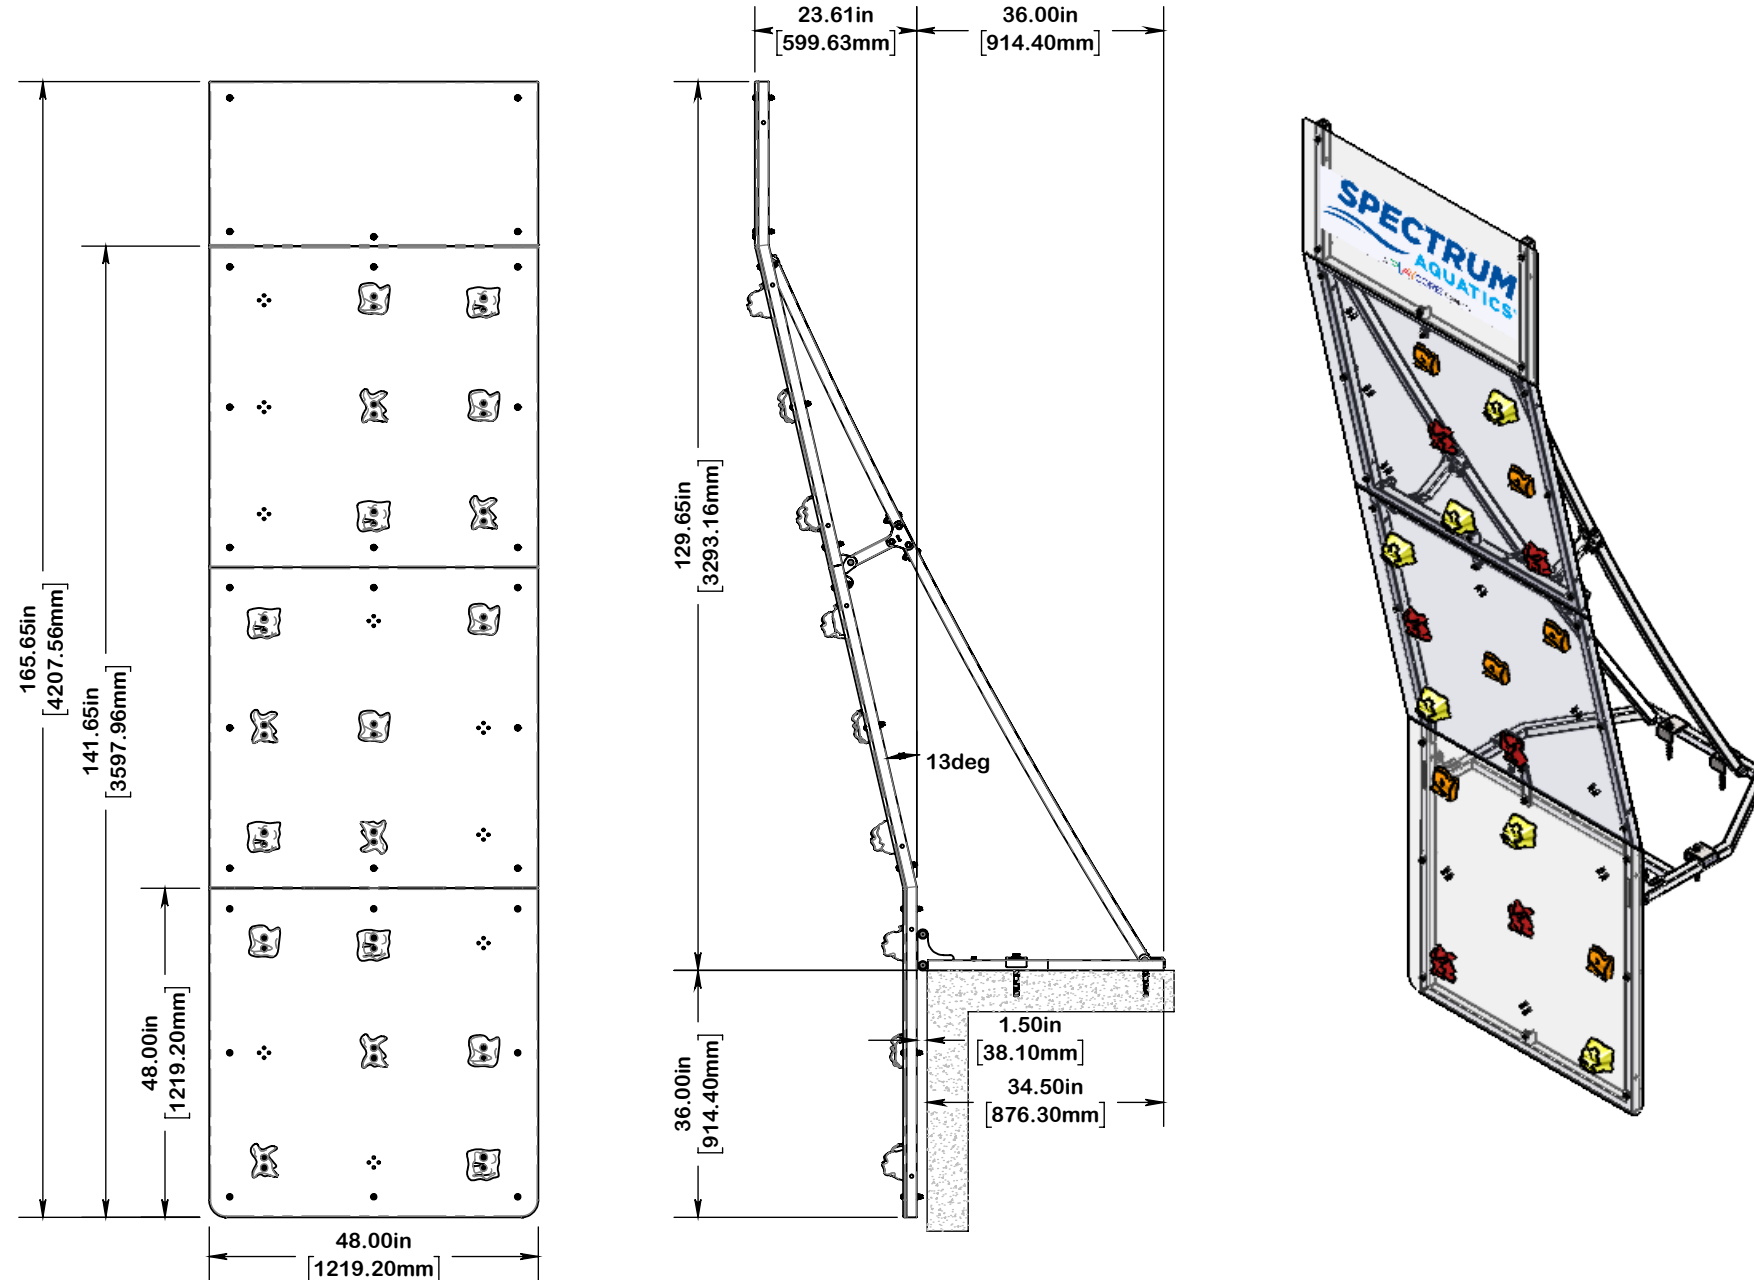 23.61in
[599.63mm]
36.00in
[914.40mm]
165.65in
[4207.56mm]
141.65in
[3597.96mm]
48.00in
[1219.20mm]
48.00in
[1219.20mm]
129.65in
[3293.16mm]
13deg
36.00in
[914.40mm]
1.50in
[38.10mm]
34.50in
[876.30mm]
SPECTRUM
AQUATICS